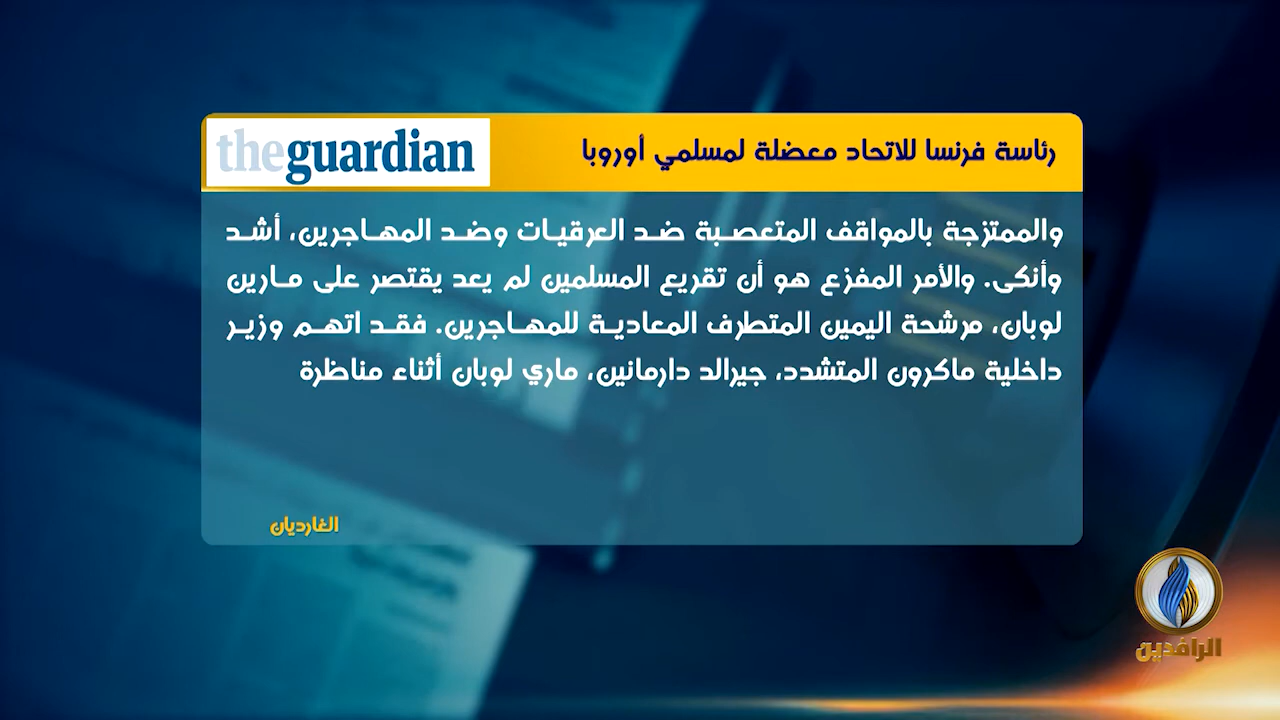 the guardian
رئاسة فرنسا للاتحاد معضلة لمسلمي أوروبا
والممتزجة بالمواقف المتعصبة ضد العرقيات وضد المهاجرين، أشد
وأنكى. والأمر المفزع هو أن تقريع المسلمين لم يعد يقتصر على مارين
لوبان، مرشحة اليمين المتطرف المعادية للمهاجرين. فقد اتهم وزير
داخلية ماكرون المتشدد، جيرالد دارمانين، ماري لوبان أثناء مناظرة
الغارديان
الرافدين